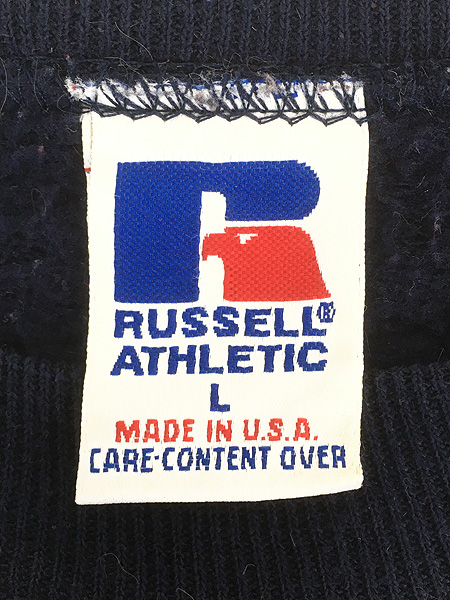 RUSSELL®
ATHLETIC
L
MADE IN U.S.A.
CARE-CONTENT OVER